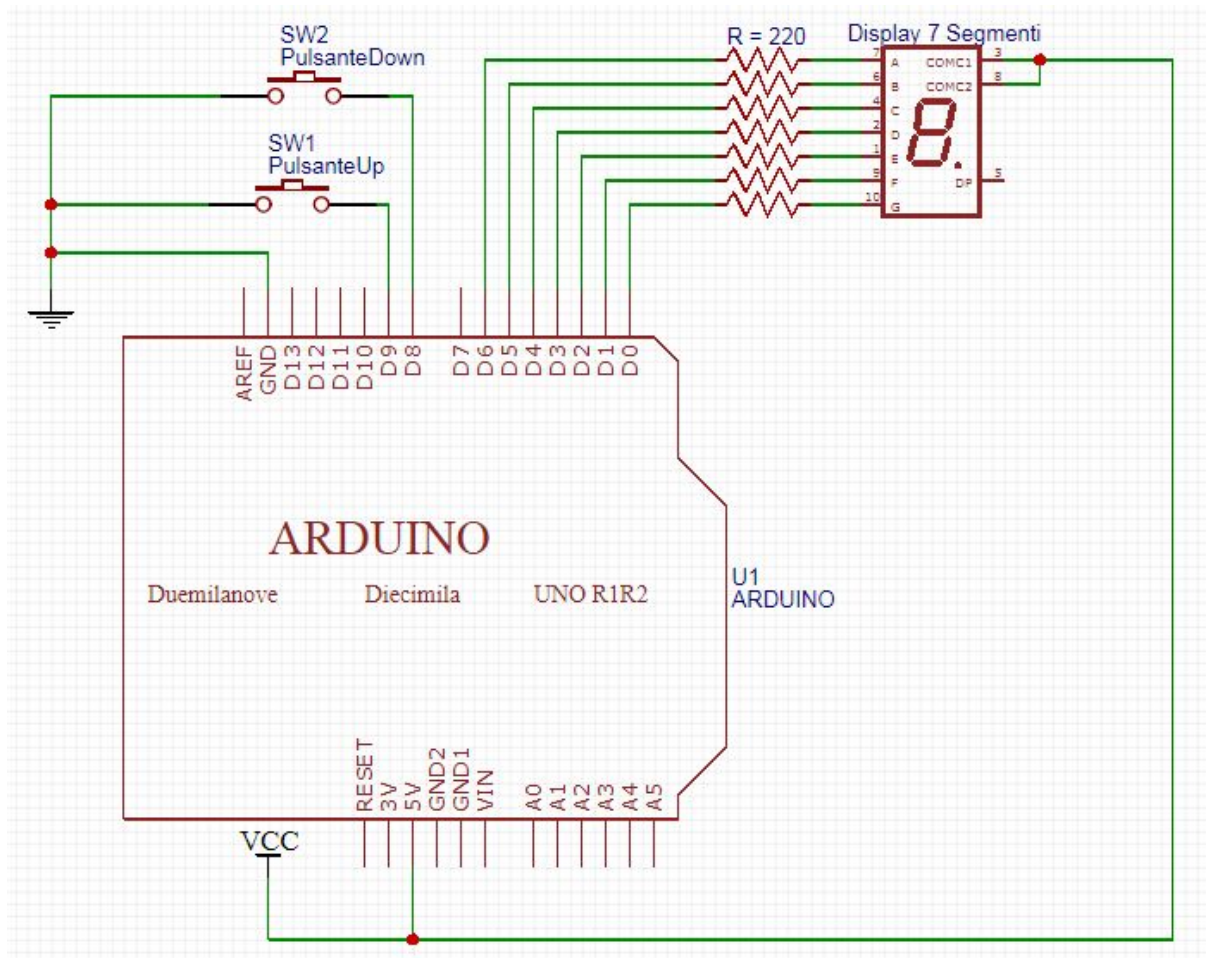 SW2
PulsanteDown
SW1
PulsanteUp
R = 220
Display 7 Segmenti
7 A COMC1 3
6 B COMC2 8
4 C
2 D
1 E
9 F DP 5
10 G
AREF GND D13 D12 D11 D10 D9 D8 D7 D6 D5 D4 D3 D2 D1 D0
ARDUINO
Duemilanove Diecimila UNO R1R2
U1
ARDUINO
RESET 3V 5V GND2 GND1 VIN A0 A1 A2 A3 A4 A5
VCC